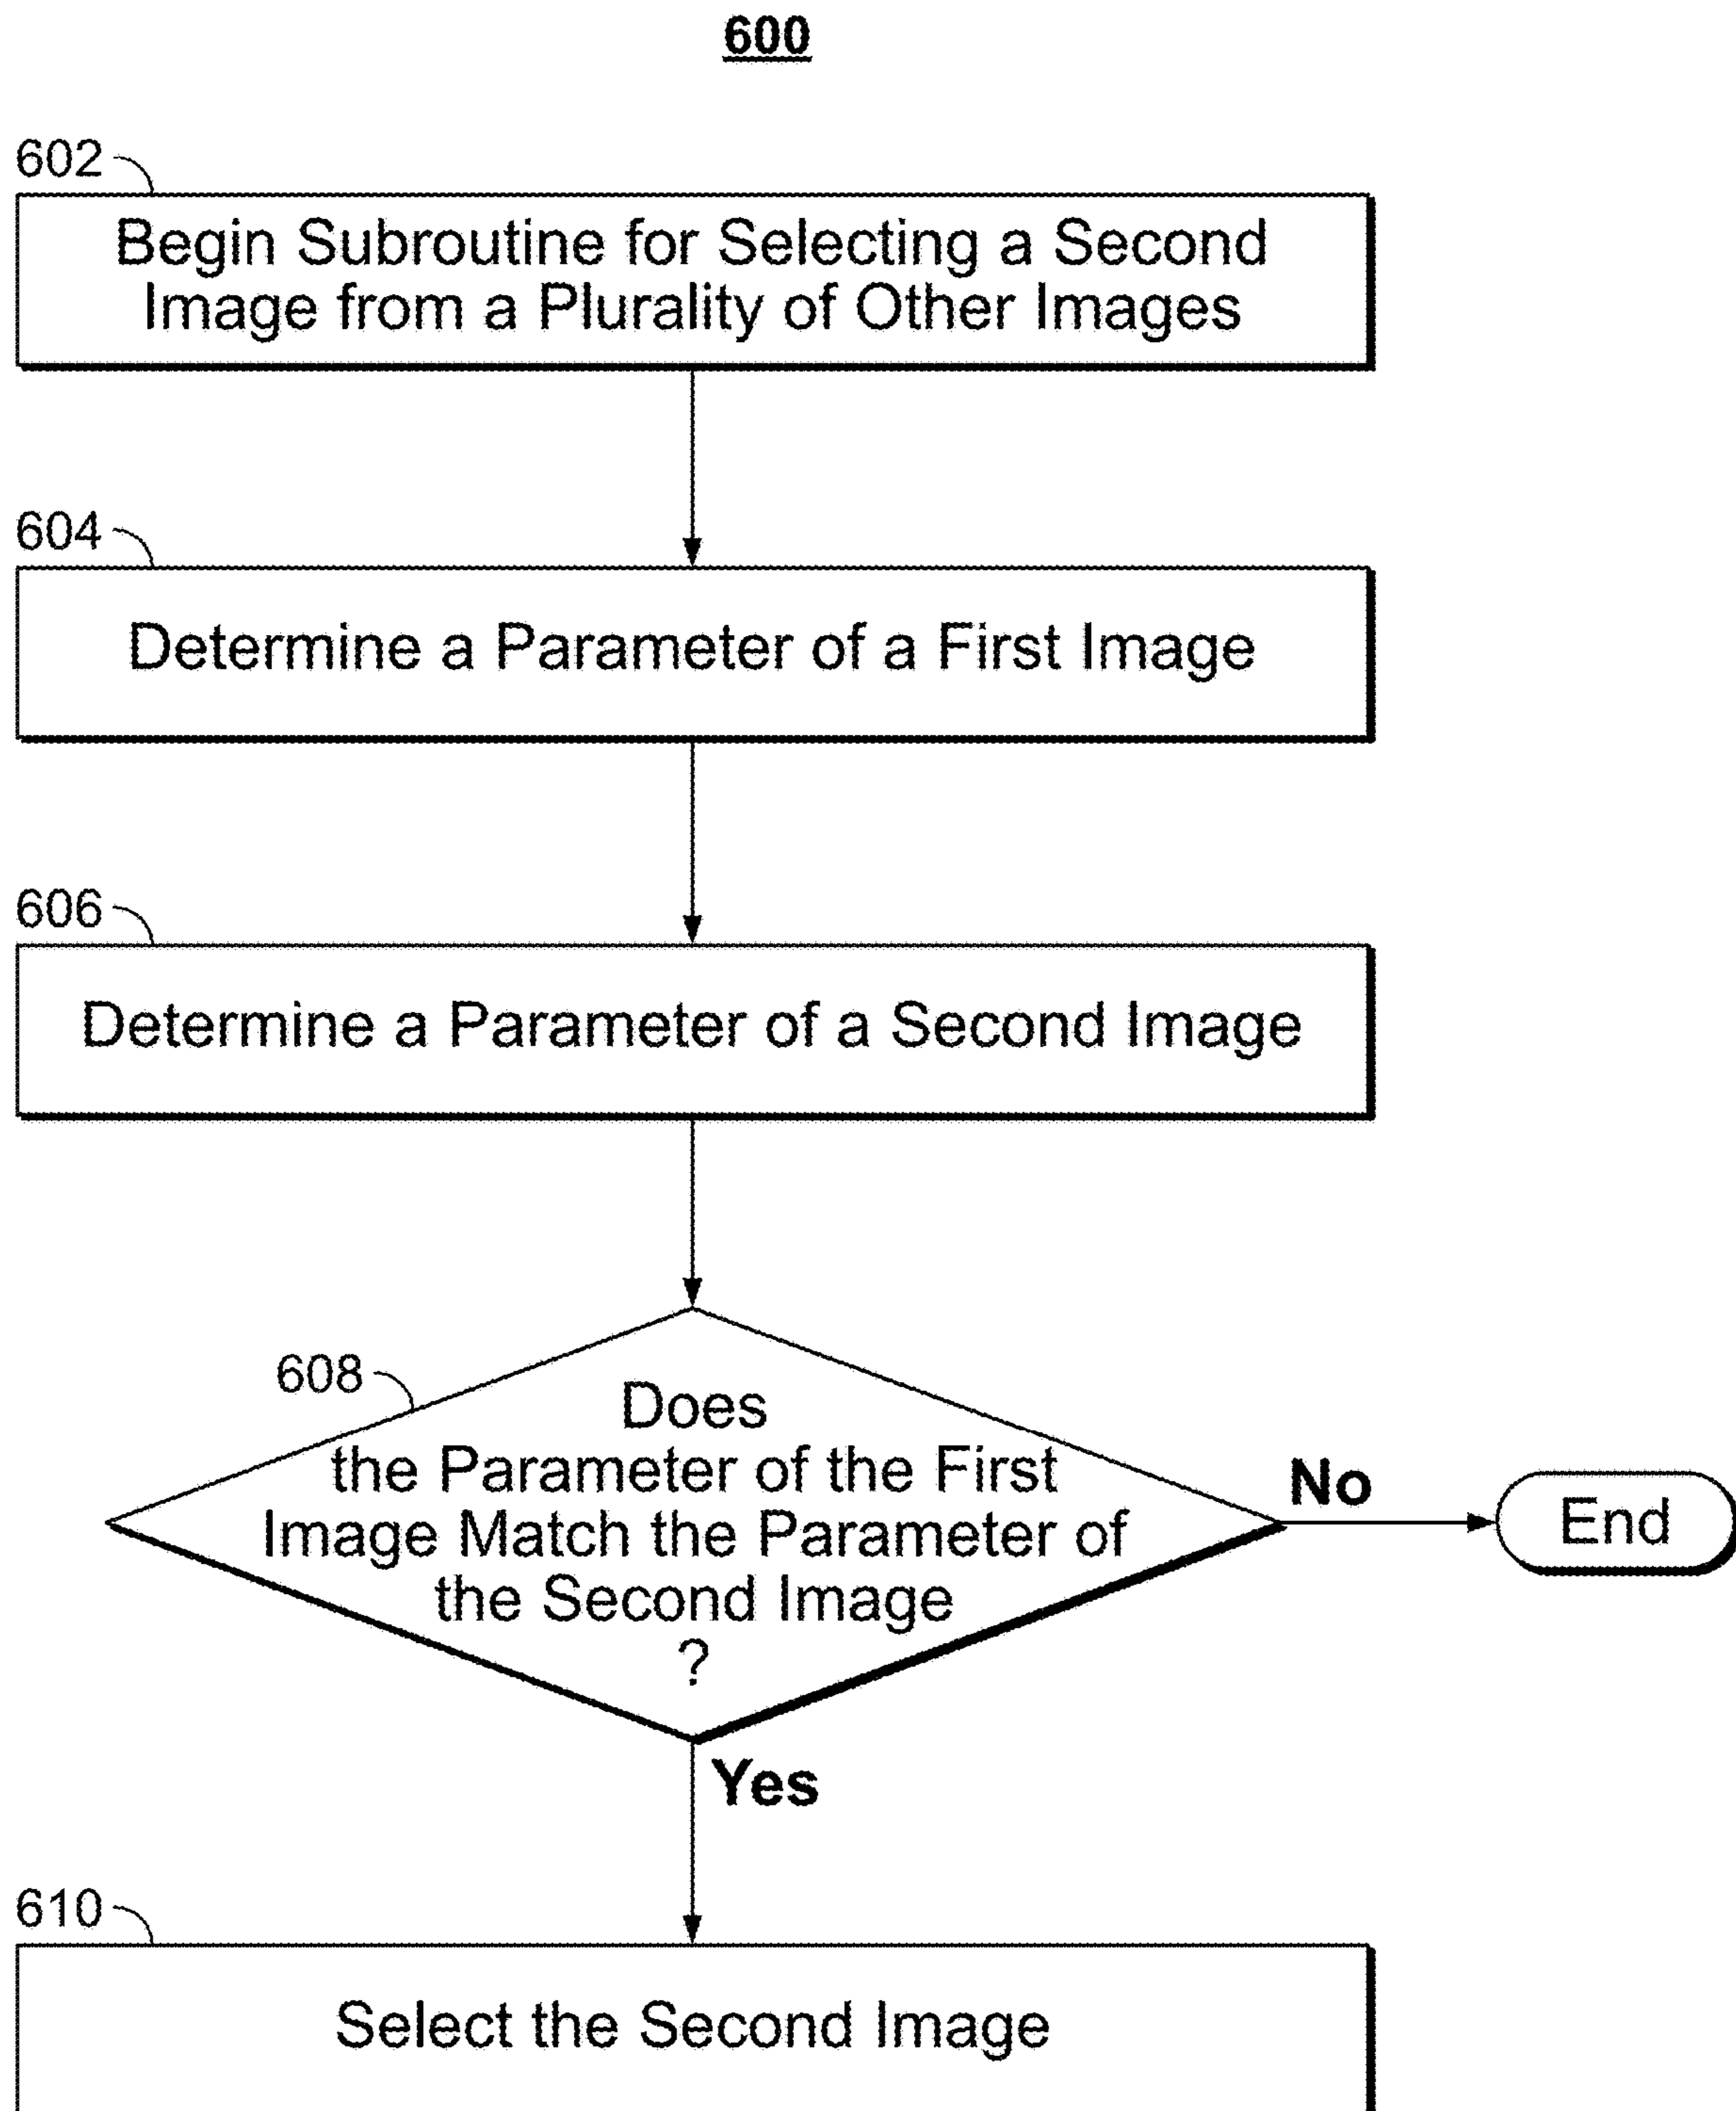 600
602
Begin Subroutine for Selecting a Second
Image from a Plurality of Other Images
604
Determine a Parameter of a First Image
606
Determine a Parameter of a Second Image
608
Does
the Parameter of the First
Image Match the Parameter of
the Second Image
?
No
End
Yes
610
Select the Second Image